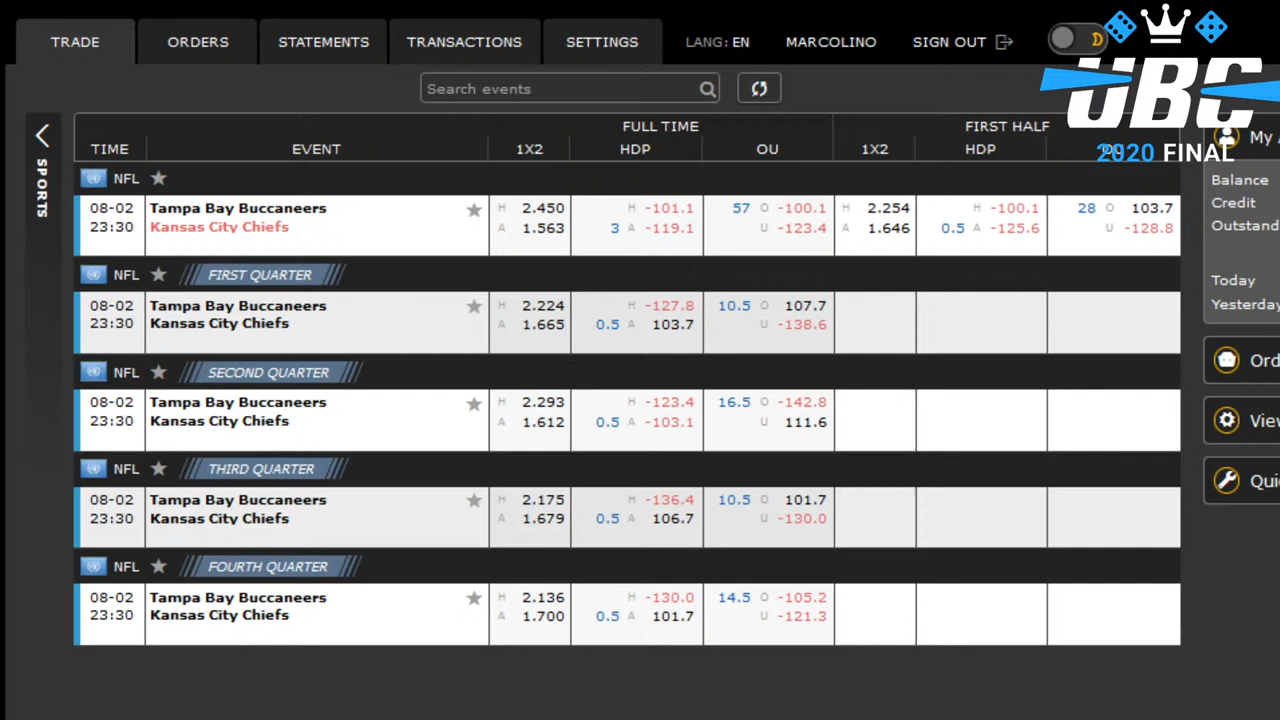 TRADE ORDERS STATEMENTS TRANSACTIONS SETTINGS LANG: EN MARCOLINO SIGN OUT
UBC
2020 FINAL
Search events
FULL TIME FIRST HALF
TIME EVENT 1X2 HDP OU 1X2 HDP
SPORTS
My
Balance
Credit
Outstand
Today
Yesterday
Ord
View
Qui
NFL
08-02 Tampa Bay Buccaneers H 2.450 H -101.1 57 O -100.1 H 2.254 H -100.1 28 O 103.7
23:30 Kansas City Chiefs A 1.563 3 A -119.1 U -123.4 A 1.646 0.5 A -125.6 U -128.8
NFL FIRST QUARTER
08-02 Tampa Bay Buccaneers H 2.224 H -127.8 10.5 O 107.7
23:30 Kansas City Chiefs A 1.665 0.5 A 103.7 U -138.6
NFL SECOND QUARTER
08-02 Tampa Bay Buccaneers H 2.293 H -123.4 16.5 O -142.8
23:30 Kansas City Chiefs A 1.612 0.5 A -103.1 U 111.6
NFL THIRD QUARTER
08-02 Tampa Bay Buccaneers H 2.175 H -136.4 10.5 O 101.7
23:30 Kansas City Chiefs A 1.679 0.5 A 106.7 U -130.0
NFL FOURTH QUARTER
08-02 Tampa Bay Buccaneers H 2.136 H -130.0 14.5 O -105.2
23:30 Kansas City Chiefs A 1.700 0.5 A 101.7 U -121.3